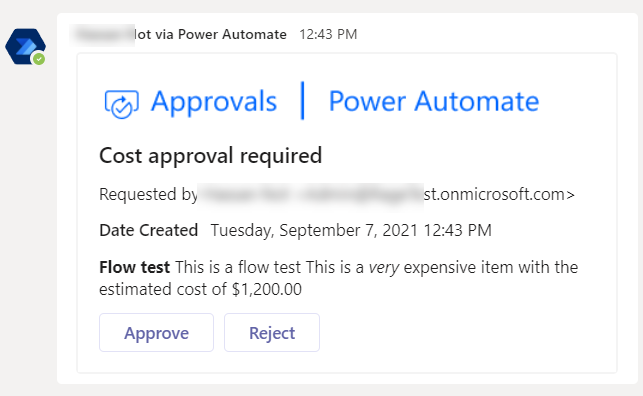 lot via Power Automate 12:43 PM
Approvals | Power Automate
Cost approval required
Requested by st.onmicrosoft.com>
Date Created Tuesday, September 7, 2021 12:43 PM
Flow test This is a flow test This is a very expensive item with the
estimated cost of $1,200.00
Approve Reject